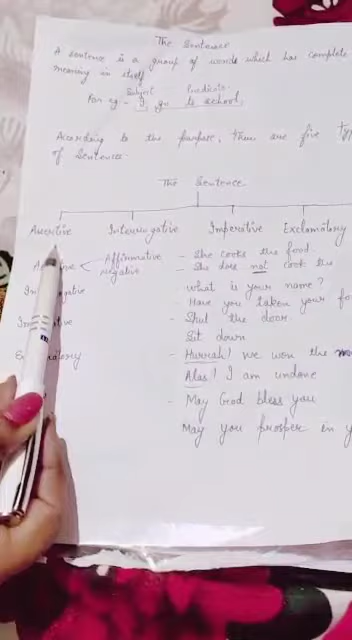 The Sentence
A sentence is a group of words which has complete
meaning in itself
Subject Predicate
For eg - I go to school.
According to the purpose, there are five
of Sentences.
The Sentence
Assertive Interrogative Imperative Exclamatory
Affirmative - She cooks the food.
negative - She does not cook the
what is your name?
Have you taken your
- Shut the door.
Sit down
- Hurrah! we won the
Alas! I am undone
- May God bless you
May you prosper in